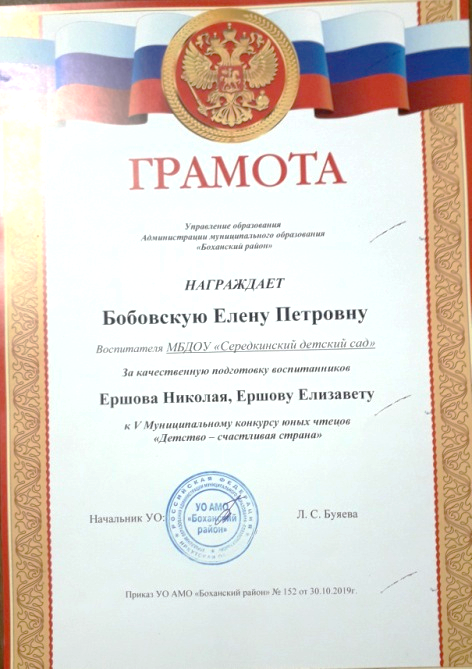 ГРАМОТА
Управление образования
Администрации муниципального образования
«Боханский район»
НАГРАЖДАЕТ
Бобовскую Елену Петровну
Воспитателя МБДОУ «Середкинский детский сад»
За качественную подготовку воспитанников
Ершова Николая, Ершову Елизавету
к V Муниципальному конкурсу юных чтецов
«Детство – счастливая страна»
Начальник УО:
РОССИЙСКАЯ ФЕДЕРАЦИЯ
УО АМО
«Боханский
район»
Л. С. Буяева
Приказ УО АМО «Боханский район» № 152 от 30.10.2019г.